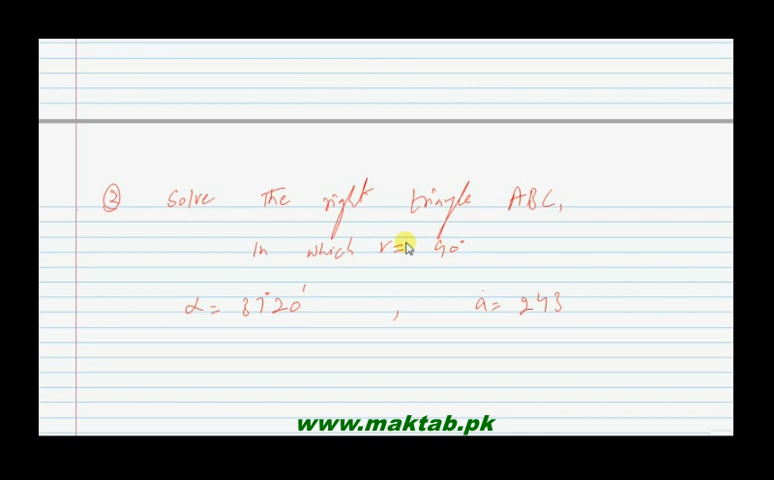 ② Solve the right triangle ABC,
In which r = 90°
α = 37°20' , a = 243
www.maktab.pk